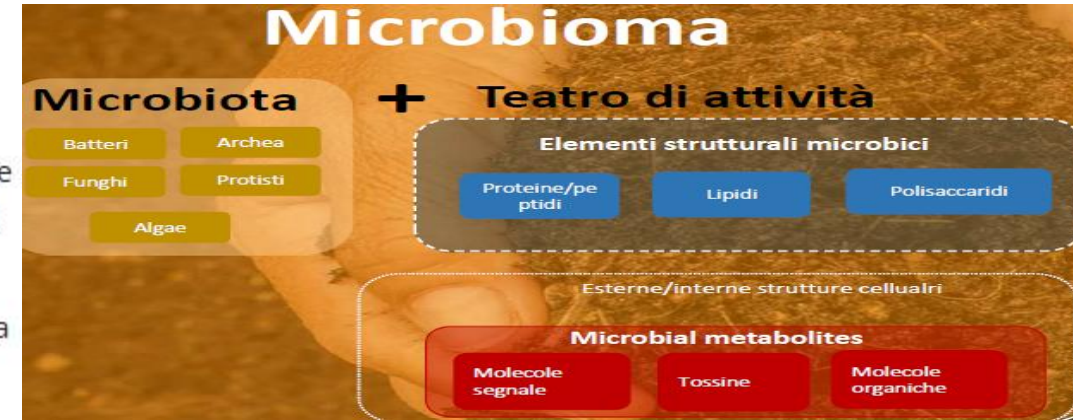 Microbioma
Microbiota + Teatro di attività
Batteri Archea
Funghi Protisti
Algae
Elementi strutturali microbici
Proteine/pe
ptidi
Lipidi
Polisaccaridi
Esterne/interne strutture cellualri
Microbial metabolites
Molecole
segnale
Tossine
Molecole
organiche
e
a